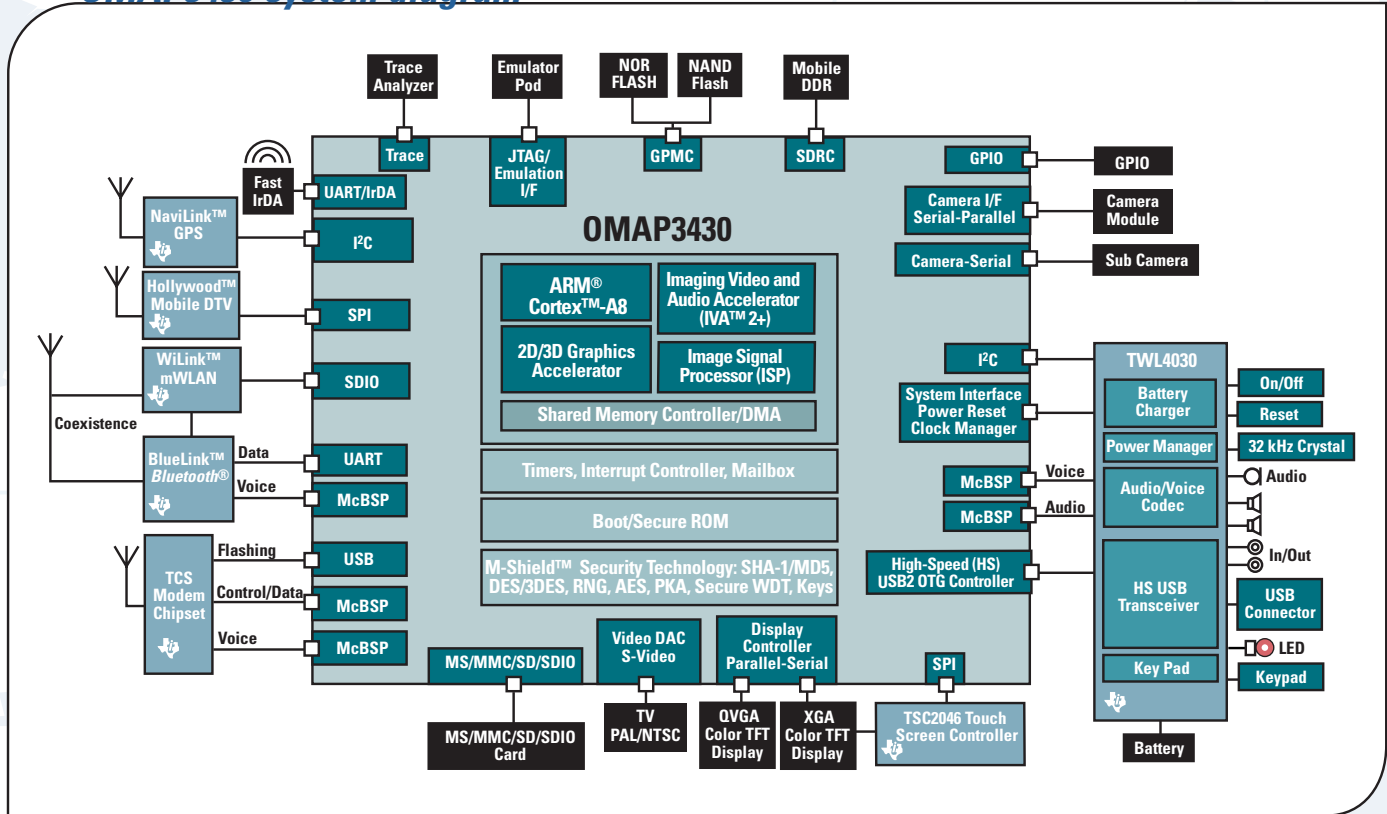 OMAP3430 system diagram
Trace
Analyzer
Emulator
Pod
NOR
FLASH
NAND
Flash
Mobile
DDR
Trace
JTAG/
Emulation
I/F
GPMC
SDRC
GPIO
GPIO
Fast
IrDA
UART/IrDA
Camera I/F
Serial-Parallel
Camera
Module
NaviLink™
GPS
I²C
OMAP3430
Camera-Serial
Sub Camera
Hollywood™
Mobile DTV
SPI
ARM®
Cortex™-A8
Imaging Video and
Audio Accelerator
(IVA™ 2+)
2D/3D Graphics
Accelerator
Image Signal
Processor (ISP)
Shared Memory Controller/DMA
WiLink™
mWLAN
SDIO
Coexistence
BlueLink™
Bluetooth®
Data
Voice
UART
McBSP
Timers, Interrupt Controller, Mailbox
Boot/Secure ROM
M-Shield™ Security Technology: SHA-1/MD5,
DES/3DES, RNG, AES, PKA, Secure WDT, Keys
TCS
Modem
Chipset
Flashing
Control/Data
Voice
USB
McBSP
McBSP
I²C
System Interface
Power Reset
Clock Manager
McBSP
Voice
McBSP
Audio
High-Speed (HS)
USB2 OTG Controller
TWL4030
Battery
Charger
Power Manager
Audio/Voice
Codec
HS USB
Transceiver
Key Pad
On/Off
Reset
32 kHz Crystal
Audio
In/Out
USB
Connector
LED
Keypad
Battery
MS/MMC/SD/SDIO
Video DAC
S-Video
Display
Controller
Parallel-Serial
SPI
MS/MMC/SD/SDIO
Card
TV
PAL/NTSC
QVGA
Color TFT
Display
XGA
Color TFT
Display
TSC2046 Touch
Screen Controller